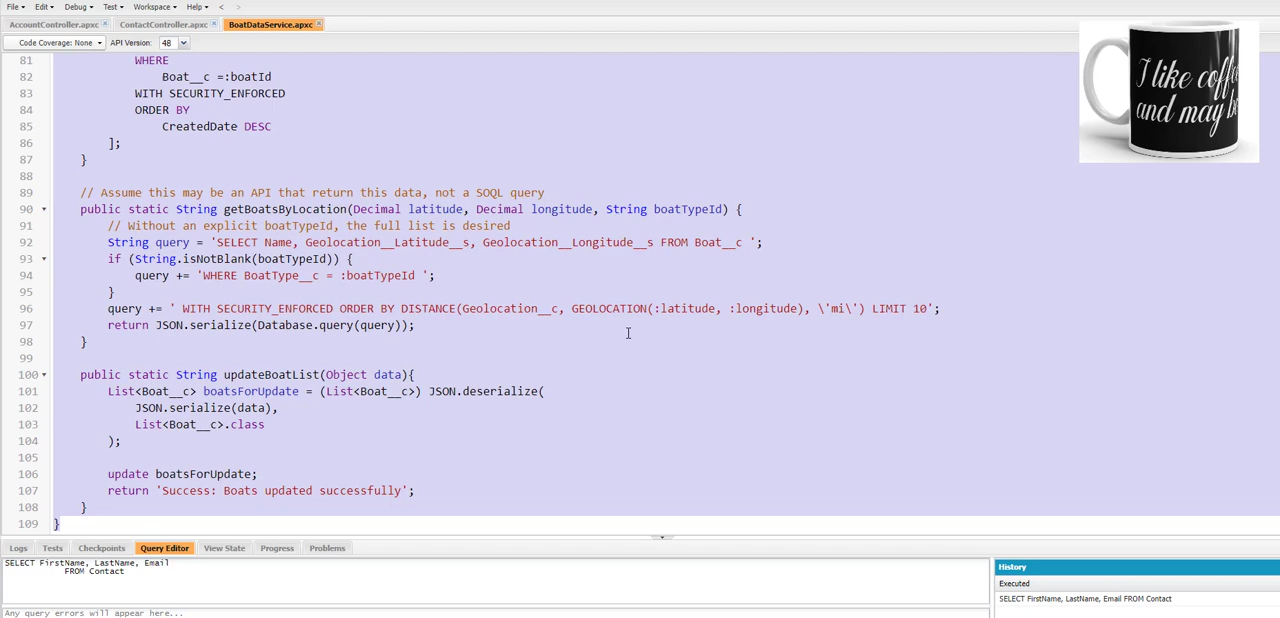 File Edit Debug Test Workspace Help < >
AccountController.apxc ContactController.apxc BoatDataService.apxc
Code Coverage: None API Version: 48
81 WHERE
82 Boat__c =:boatId
83 WITH SECURITY_ENFORCED
84 ORDER BY
85 CreatedDate DESC
86 ];
87 }
88
89 // Assume this may be an API that return this data, not a SOQL query
90 public static String getBoatsByLocation(Decimal latitude, Decimal longitude, String boatTypeId) {
91 // Without an explicit boatTypeId, the full list is desired
92 String query = 'SELECT Name, Geolocation__Latitude__s, Geolocation__Longitude__s FROM Boat__c ';
93 if (String.isNotBlank(boatTypeId)) {
94 query += 'WHERE BoatType__c = :boatTypeId ';
95 }
96 query += ' WITH SECURITY_ENFORCED ORDER BY DISTANCE(Geolocation__c, GEOLOCATION(:latitude, :longitude), \'mi\') LIMIT 10';
97 return JSON.serialize(Database.query(query));
98 }
99
100 public static String updateBoatList(Object data){
101 List<Boat__c> boatsForUpdate = (List<Boat__c>) JSON.deserialize(
102 JSON.serialize(data),
103 List<Boat__c>.class
104 );
105
106 update boatsForUpdate;
107 return 'Success: Boats updated successfully';
108 }
109 }
I like coff
and may b
Logs Tests Checkpoints Query Editor View State Progress Problems
SELECT FirstName, LastName, Email
FROM Contact
Any query errors will appear here...
History
Executed
SELECT FirstName, LastName, Email FROM Contact